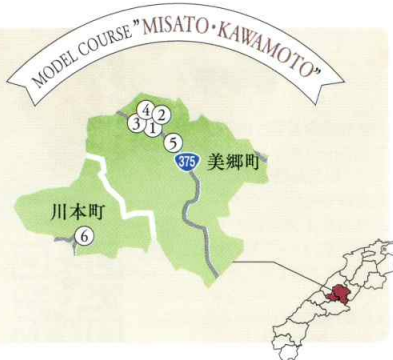 MODEL COURSE "MISATO・KAWAMOTO"
④ ②
③ ①
⑤
375 美郷町
川本町
⑥